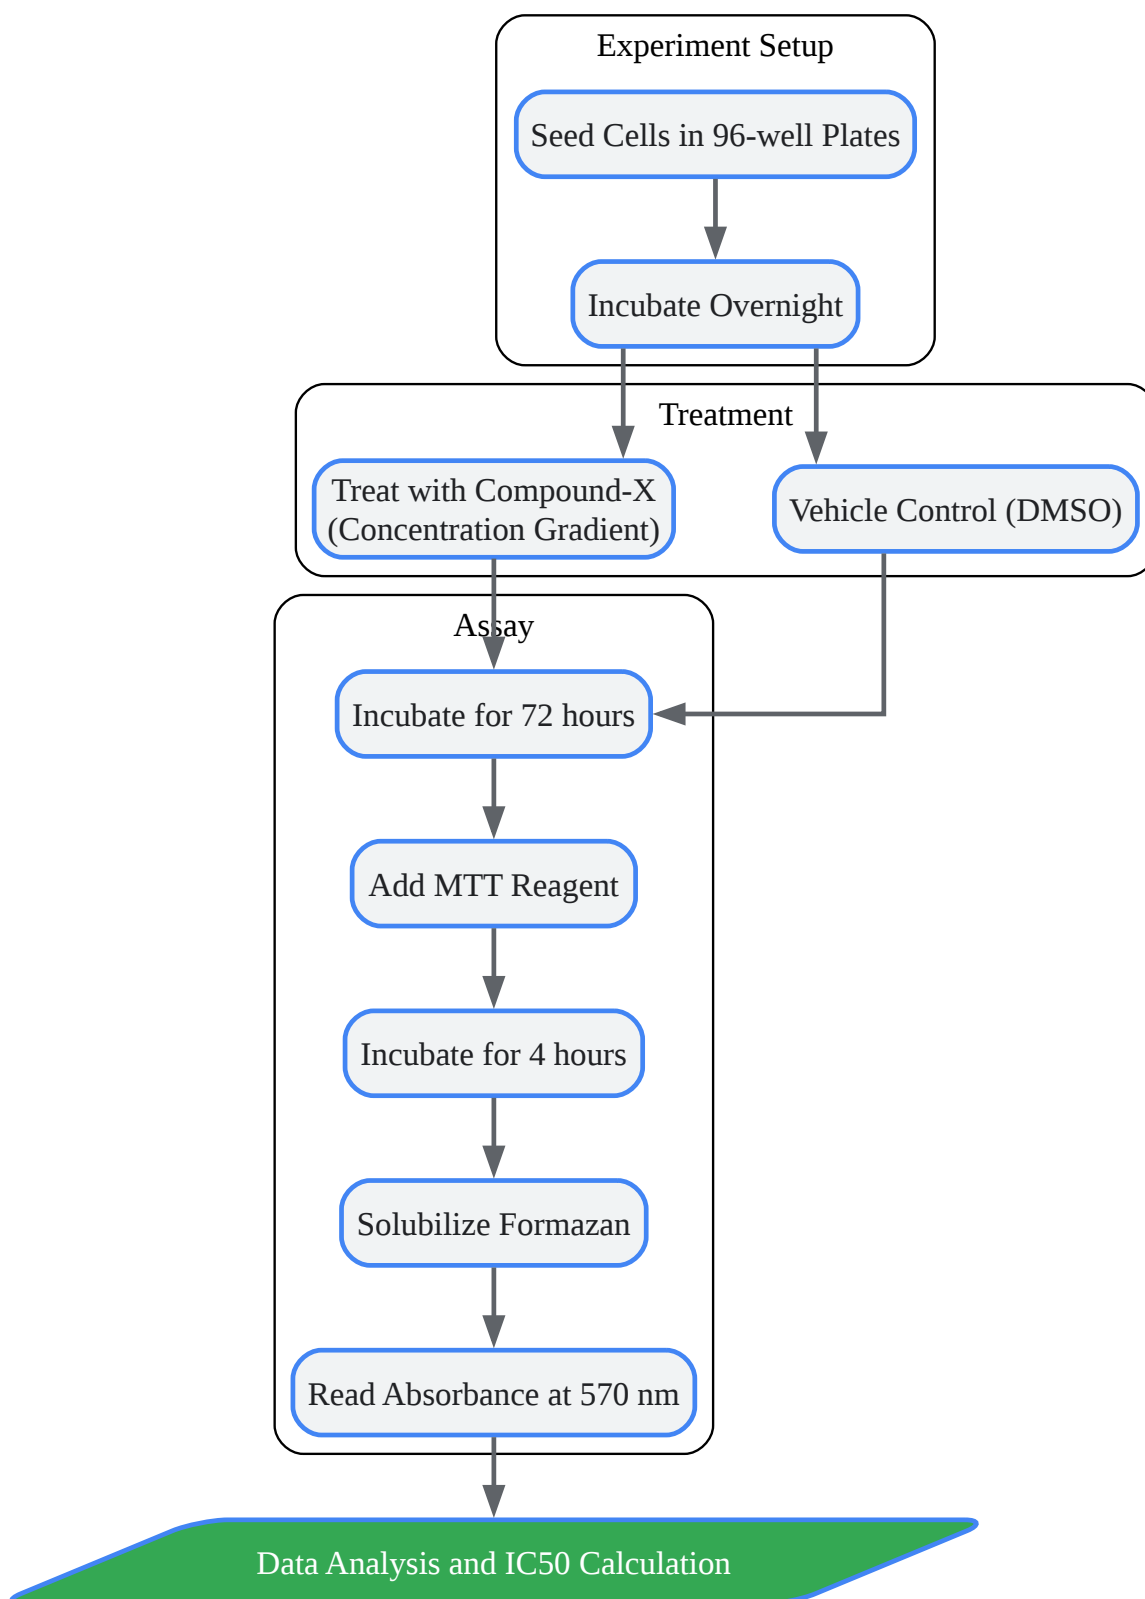 Experiment Setup
Seed Cells in 96-well Plates
Incubate Overnight
Treatment
Treat with Compound-X
(Concentration Gradient)
Vehicle Control (DMSO)
Assay
Incubate for 72 hours
Add MTT Reagent
Incubate for 4 hours
Solubilize Formazan
Read Absorbance at 570 nm
Data Analysis and IC50 Calculation